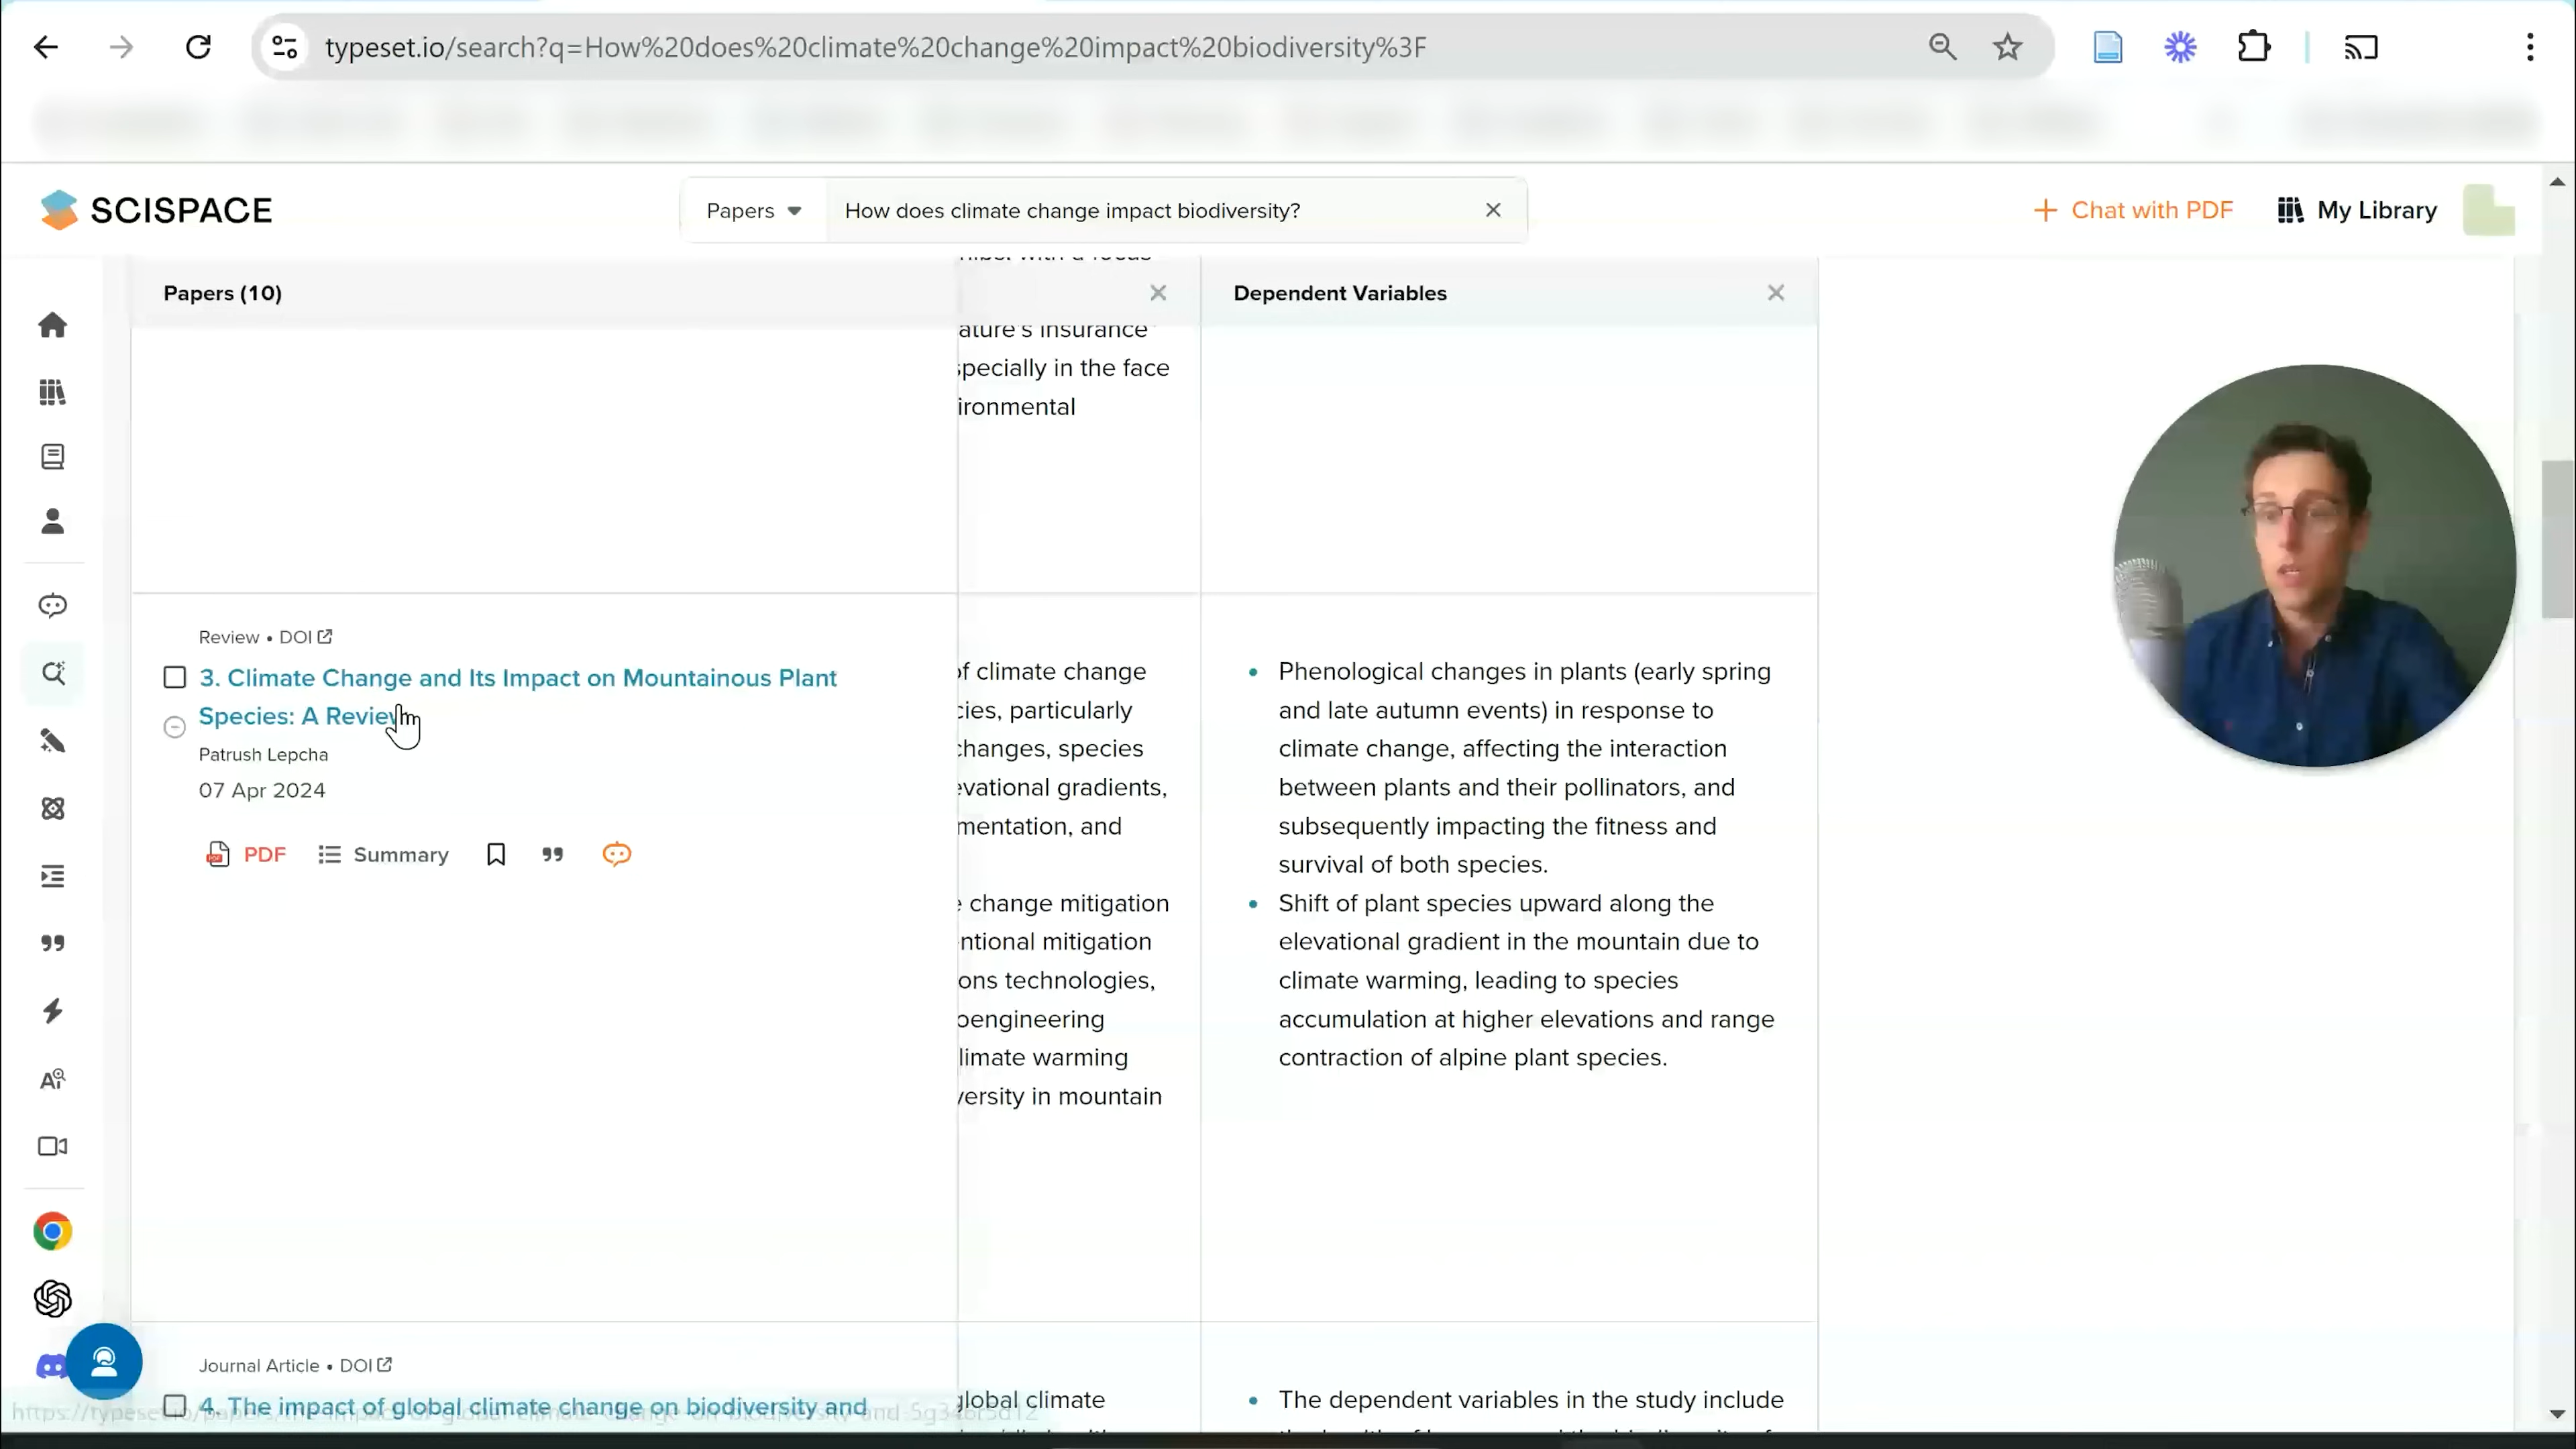 typeset.io/search?q=How%20does%20climate%20change%20impact%20biodiversity%3F
SCISPACE
Papers
How does climate change impact biodiversity?
Chat with PDF
My Library
Papers (10)
Dependent Variables
ature's insurance"
specially in the face
ironmental
Review • DOI
3. Climate Change and Its Impact on Mountainous Plant
Species: A Review
Patrush Lepcha
07 Apr 2024
PDF
Summary
of climate change
cies, particularly
changes, species
evational gradients,
mentation, and
e change mitigation
entional mitigation
ons technologies,
oengineering
limate warming
versity in mountain
• Phenological changes in plants (early spring
and late autumn events) in response to
climate change, affecting the interaction
between plants and their pollinators, and
subsequently impacting the fitness and
survival of both species.
• Shift of plant species upward along the
elevational gradient in the mountain due to
climate warming, leading to species
accumulation at higher elevations and range
contraction of alpine plant species.
Journal Article • DOI
4. The impact of global climate change on biodiversity and
global climate
• The dependent variables in the study include